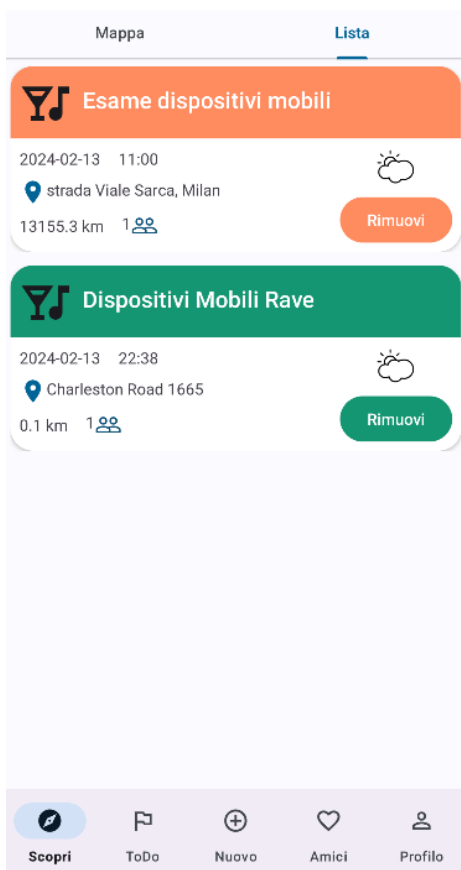 Mappa Lista
Esame dispositivi mobili
2024-02-13 11:00
strada Viale Sarca, Milan
13155.3 km 1
Rimuovi
Dispositivi Mobili Rave
2024-02-13 22:38
Charleston Road 1665
0.1 km 1
Rimuovi
Scopri ToDo Nuovo Amici Profilo